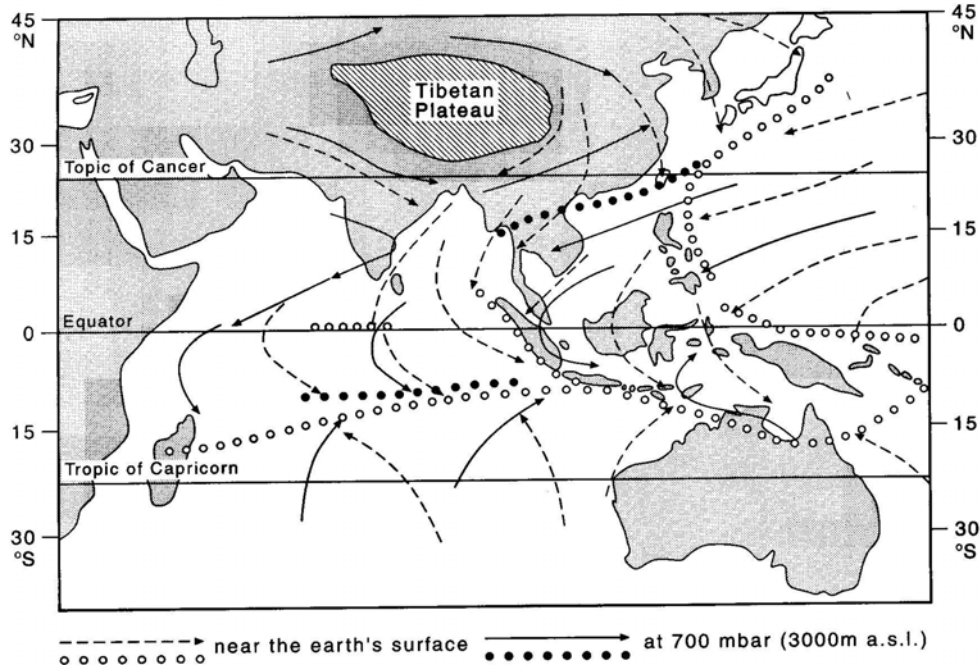 45
°N
30
Topic of Cancer
15
Equator
0
15
Tropic of Capricorn
30
°S
Tibetan
Plateau
45
°N
30
15
0
15
30
°S
near the earth's surface
at 700 mbar (3000m a.s.l.)